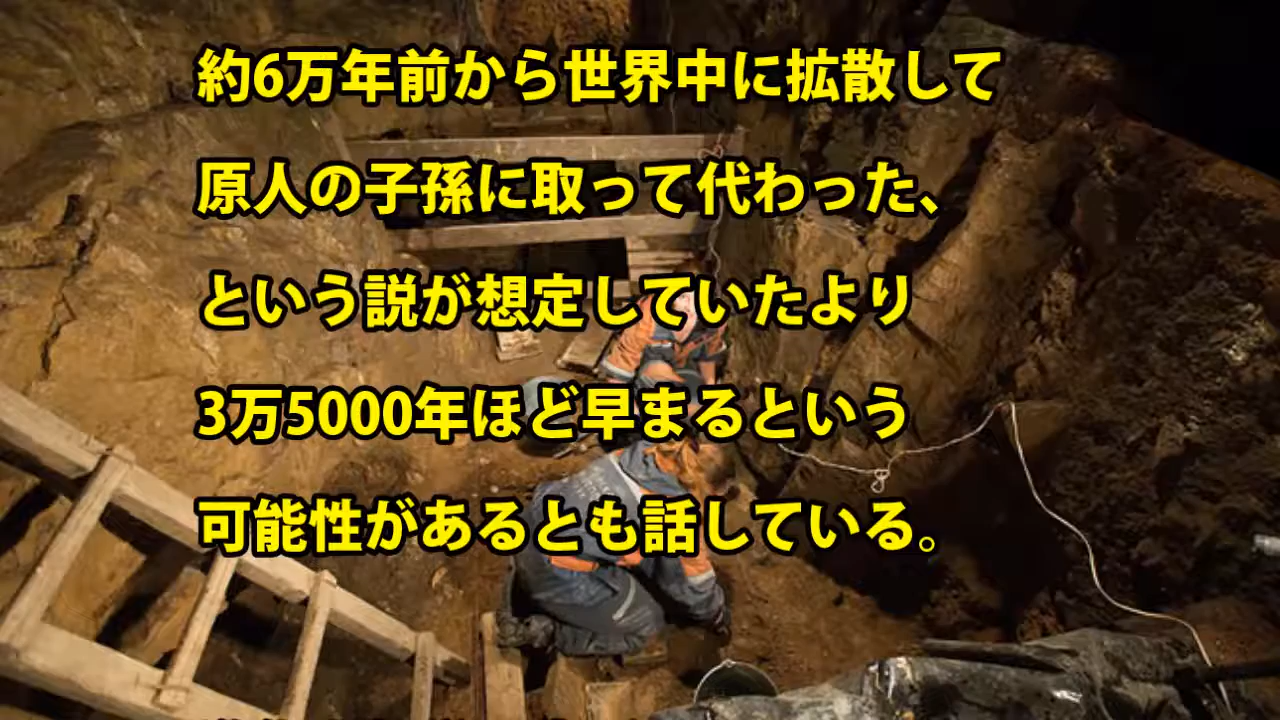 約6万年前から世界中に拡散して
原人の子孫に取って代わった、
という説が想定していたより
3万5000年ほど早まるという
可能性があるとも話している。